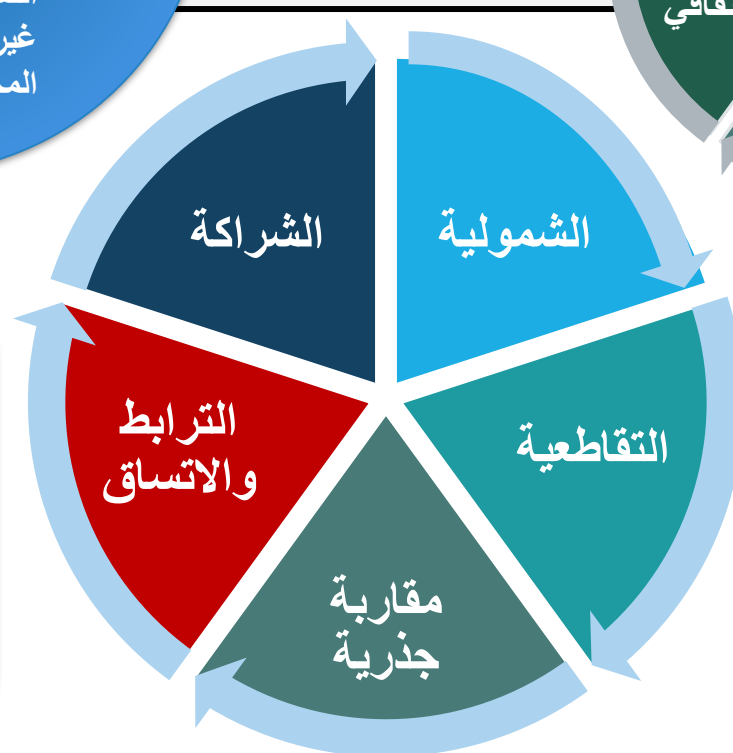 غير
الشمولية
التقاطعية
مقاربة
جذرية
الترابط
والاتساق
الشراكة